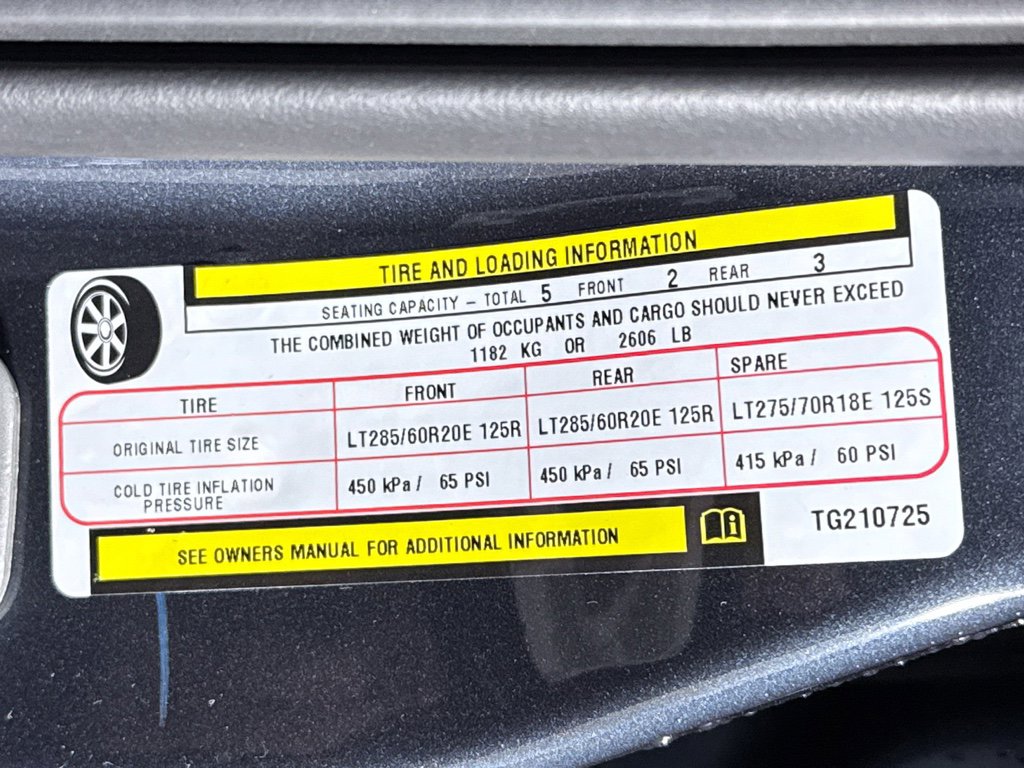 TIRE AND LOADING INFORMATION
SEATING CAPACITY – TOTAL 5 FRONT 2 REAR 3
THE COMBINED WEIGHT OF OCCUPANTS AND CARGO SHOULD NEVER EXCEED
1182 KG OR 2606 LB
TIRE FRONT REAR SPARE
ORIGINAL TIRE SIZE LT285/60R20E 125R LT285/60R20E 125R LT275/70R18E 125S
COLD TIRE INFLATION PRESSURE 450 kPa / 65 PSI 450 kPa / 65 PSI 415 kPa / 60 PSI
SEE OWNERS MANUAL FOR ADDITIONAL INFORMATION
TG210725